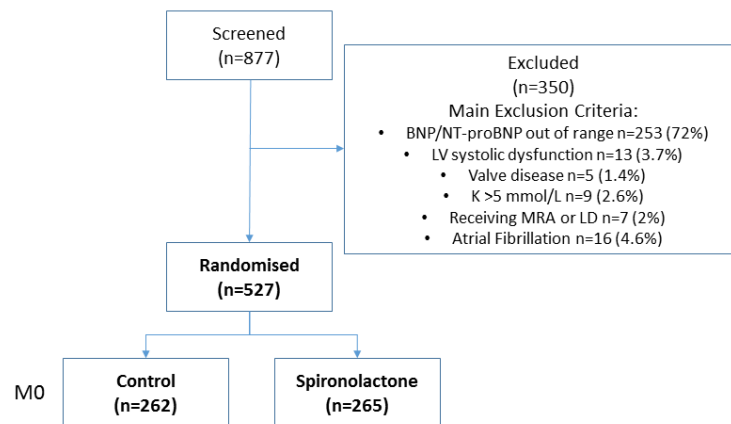 Screened
(n=877)
Excluded
(n=350)
Main Exclusion Criteria:
• BNP/NT-proBNP out of range n=253 (72%)
• LV systolic dysfunction n=13 (3.7%)
• Valve disease n=5 (1.4%)
• K >5 mmol/L n=9 (2.6%)
• Receiving MRA or LD n=7 (2%)
• Atrial Fibrillation n=16 (4.6%)
Randomised
(n=527)
M0
Control
(n=262)
Spironolactone
(n=265)